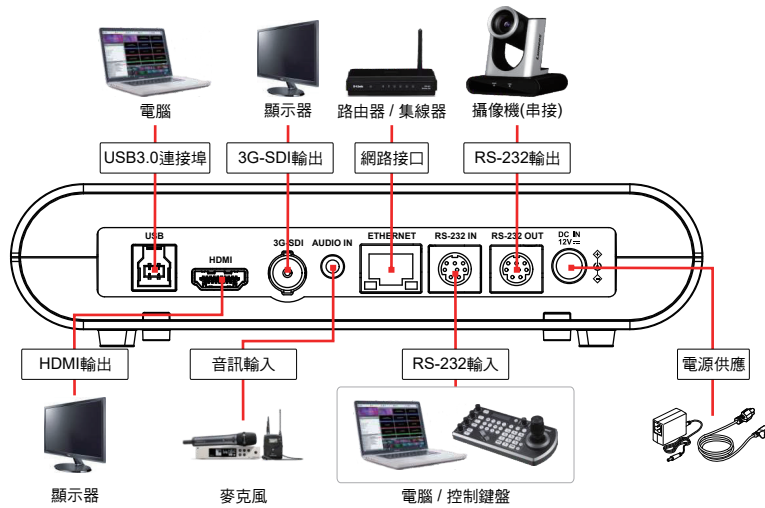 電腦
顯示器
路由器 / 集線器
攝像機(串接)
USB3.0連接埠
3G-SDI輸出
網路接口
RS-232輸出
USB
HDMI
3G-SDI
AUDIO IN
ETHERNET
RS-232 IN
RS-232 OUT
DC IN
12V
HDMI輸出
音訊輸入
RS-232輸入
電源供應
顯示器
麥克風
電腦 / 控制鍵盤